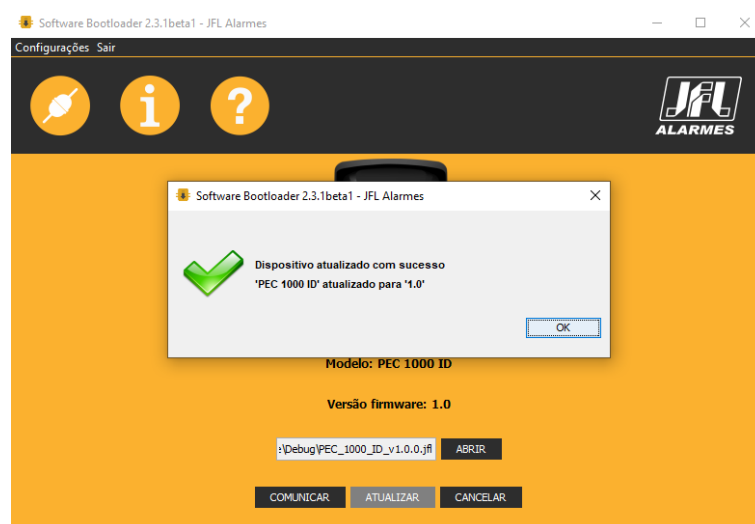 Software Bootloader 2.3.1beta1 - JFL Alarmes
Configurações Sair
JFL
ALARMES
Software Bootloader 2.3.1beta1 - JFL Alarmes
Dispositivo atualizado com sucesso
'PEC 1000 ID' atualizado para '1.0'
OK
Modelo: PEC 1000 ID
Versão firmware: 1.0
:\Debug\PEC_1000_ID_v1.0.0.jfl ABRIR
COMUNICAR ATUALIZAR CANCELAR